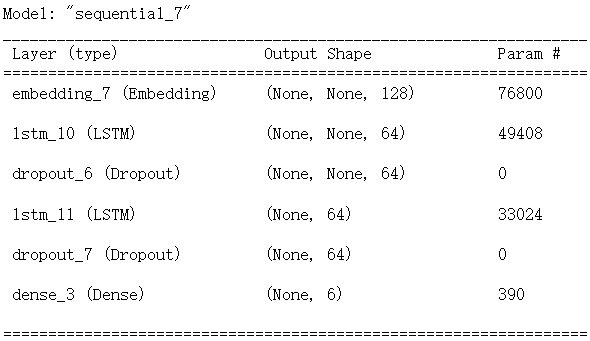 Model: "sequential_7"
_________________________________________________________________
Layer (type) Output Shape Param #
=================================================================
embedding_7 (Embedding) (None, None, 128) 76800
lstm_10 (LSTM) (None, None, 64) 49408
dropout_6 (Dropout) (None, None, 64) 0
lstm_11 (LSTM) (None, 64) 33024
dropout_7 (Dropout) (None, 64) 0
dense_3 (Dense) (None, 6) 390
=================================================================